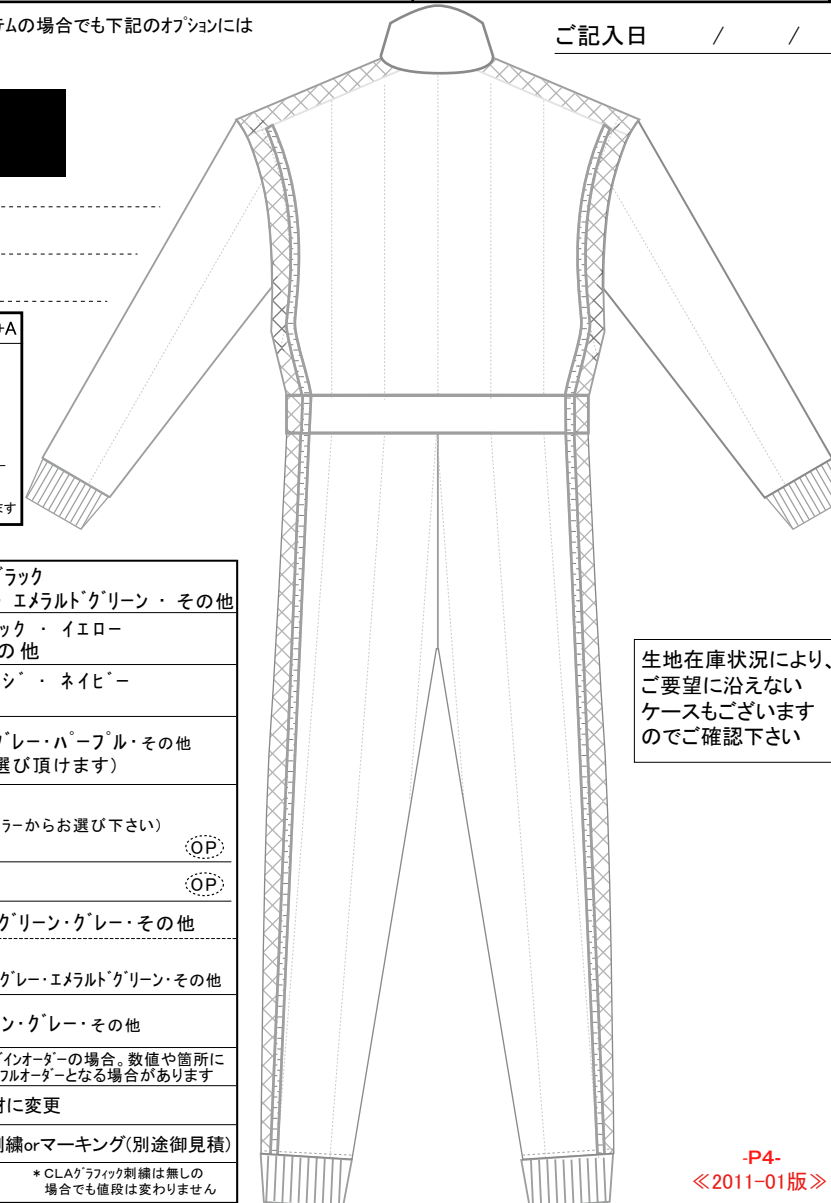 テムの場合でも下記のオプションには
ご記入日 / /
+A
ます
ブラック
・ エメラルドグリーン ・ その他
ック ・ イエロー
の他
ンジ ・ ネイビー
グレー・パープル・その他
選び頂けます)
ラーからお選び下さい)
OP
OP
グリーン・グレー・その他
グレー・エメラルドグリーン・その他
ン・グレー・その他
インオーダーの場合。数値や箇所に
フルオーダーとなる場合があります
材に変更
刺繍orマーキング(別途御見積)
*CLAグラフィック刺繍は無しの
場合でも値段は変わりません
生地在庫状況により、
ご要望に沿えない
ケースもございます
のでご確認下さい
-P4-
≪2011-01版≫